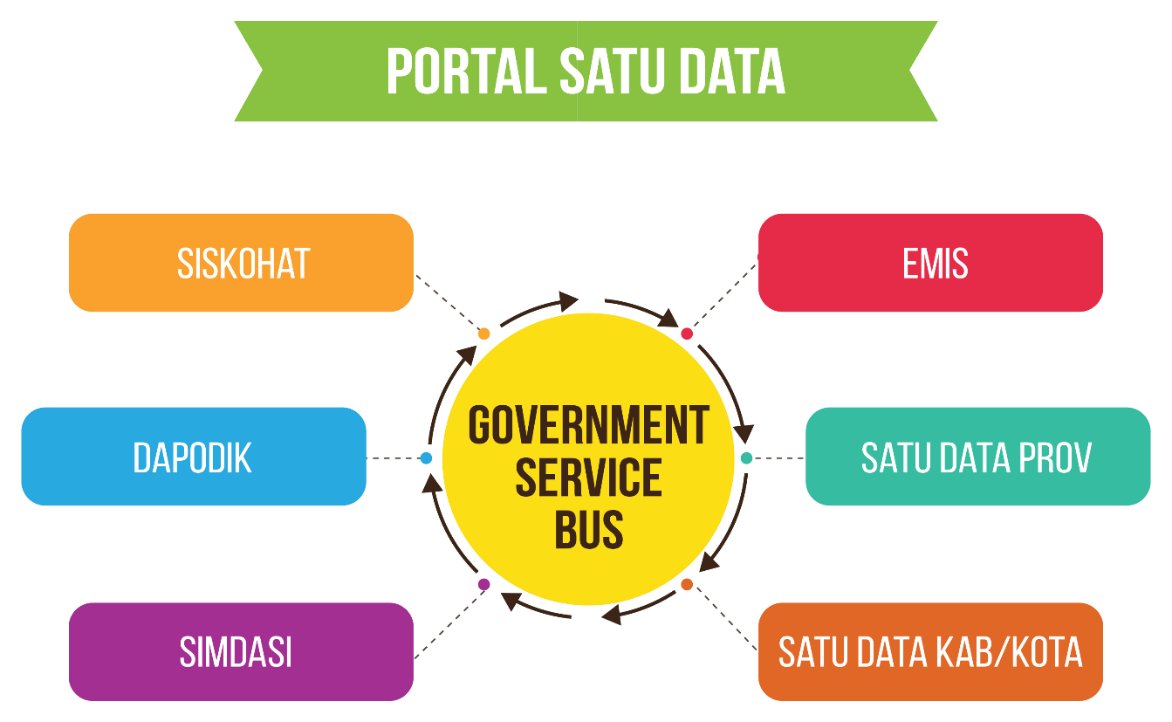 PORTAL SATU DATA
SISKOHAT
EMIS
DAPODIK
GOVERNMENT
SERVICE
BUS
SATU DATA PROV
SIMDASI
SATU DATA KAB/KOTA